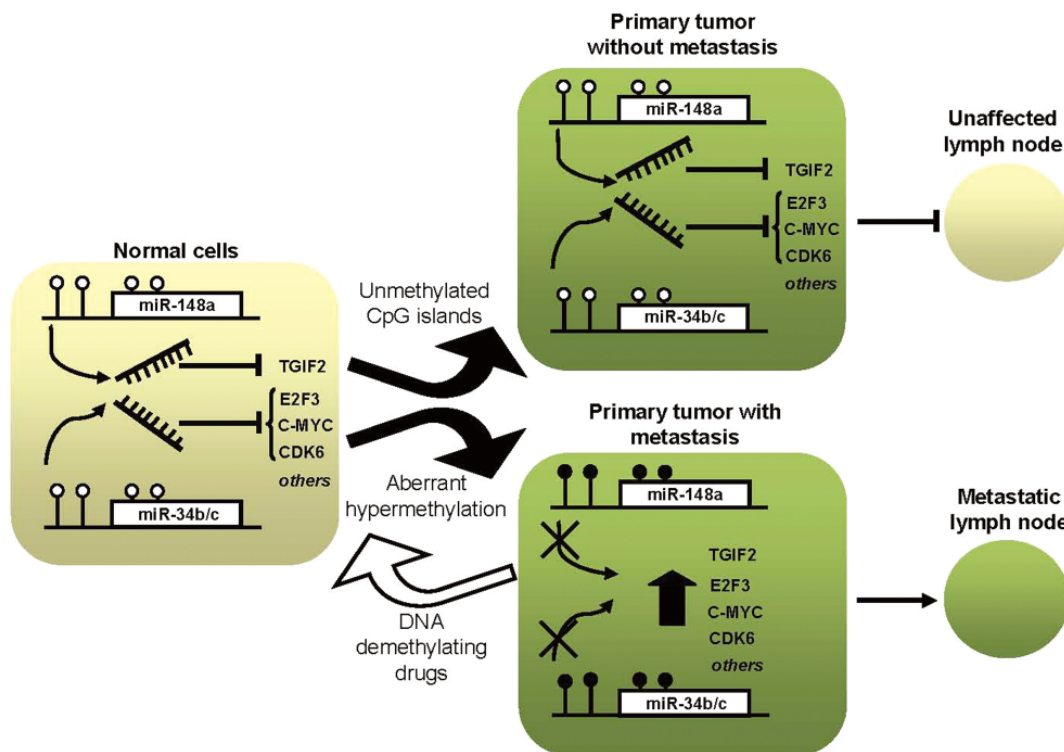 Primary tumor
without metastasis
miR-148a
TGIF2
E2F3
C-MYC
CDK6
others
miR-34b/c
Unaffected
lymph node
Normal cells
miR-148a
TGIF2
E2F3
C-MYC
CDK6
others
miR-34b/c
Unmethylated
CpG islands
Aberrant
hypermethylation
DNA
demethylating
drugs
Primary tumor with
metastasis
miR-148a
TGIF2
E2F3
C-MYC
CDK6
others
miR-34b/c
Metastatic
lymph node